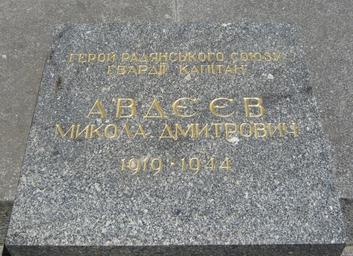 ГЕРОЙ РАДЯНСЬКОГО СОЮЗУ
ГВАРДІЇ КАПІТАН
АВДЄЄВ
МИКОЛА ДМИТРОВИЧ
1919 · 1944